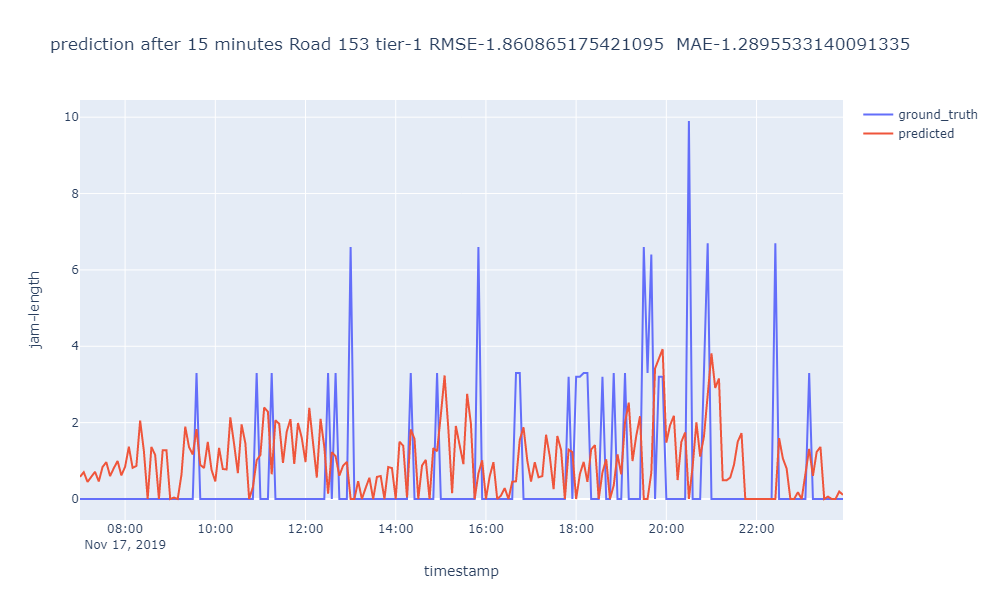 prediction after 15 minutes Road 153 tier-1 RMSE-1.860865175421095  MAE-1.2895533140091335
ground_truth
predicted
jam-length
10
8
6
4
2
0
08:00 10:00 12:00 14:00 16:00 18:00 20:00 22:00
Nov 17, 2019
timestamp